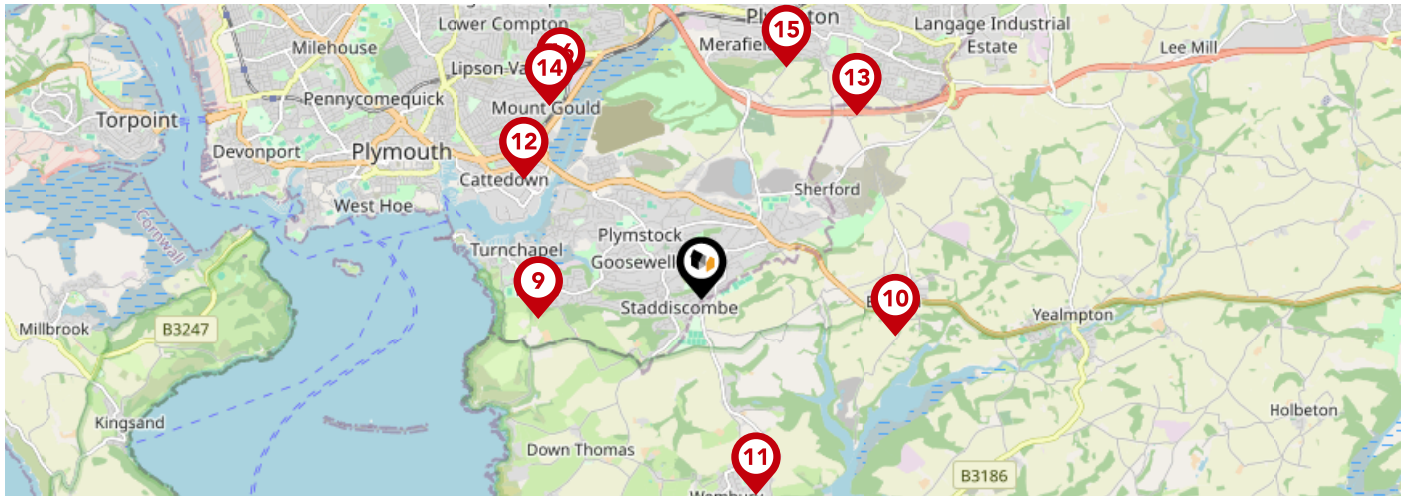 Lower Compton
Plympton
15
Langage Industrial
Estate
Milehouse
Merafield
Lee Mill
Lipson Vale
14
13
Pennycomequick
Mount Gould
Torpoint
12
Devonport
Plymouth
Cattedown
Sherford
West Hoe
Cornwall
Plymstock
Turnchapel
Goosewell
9
10
Staddiscombe
Yealmpton
Millbrook
B3247
Kingsand
Holbeton
Down Thomas
11
Wembury
B3186